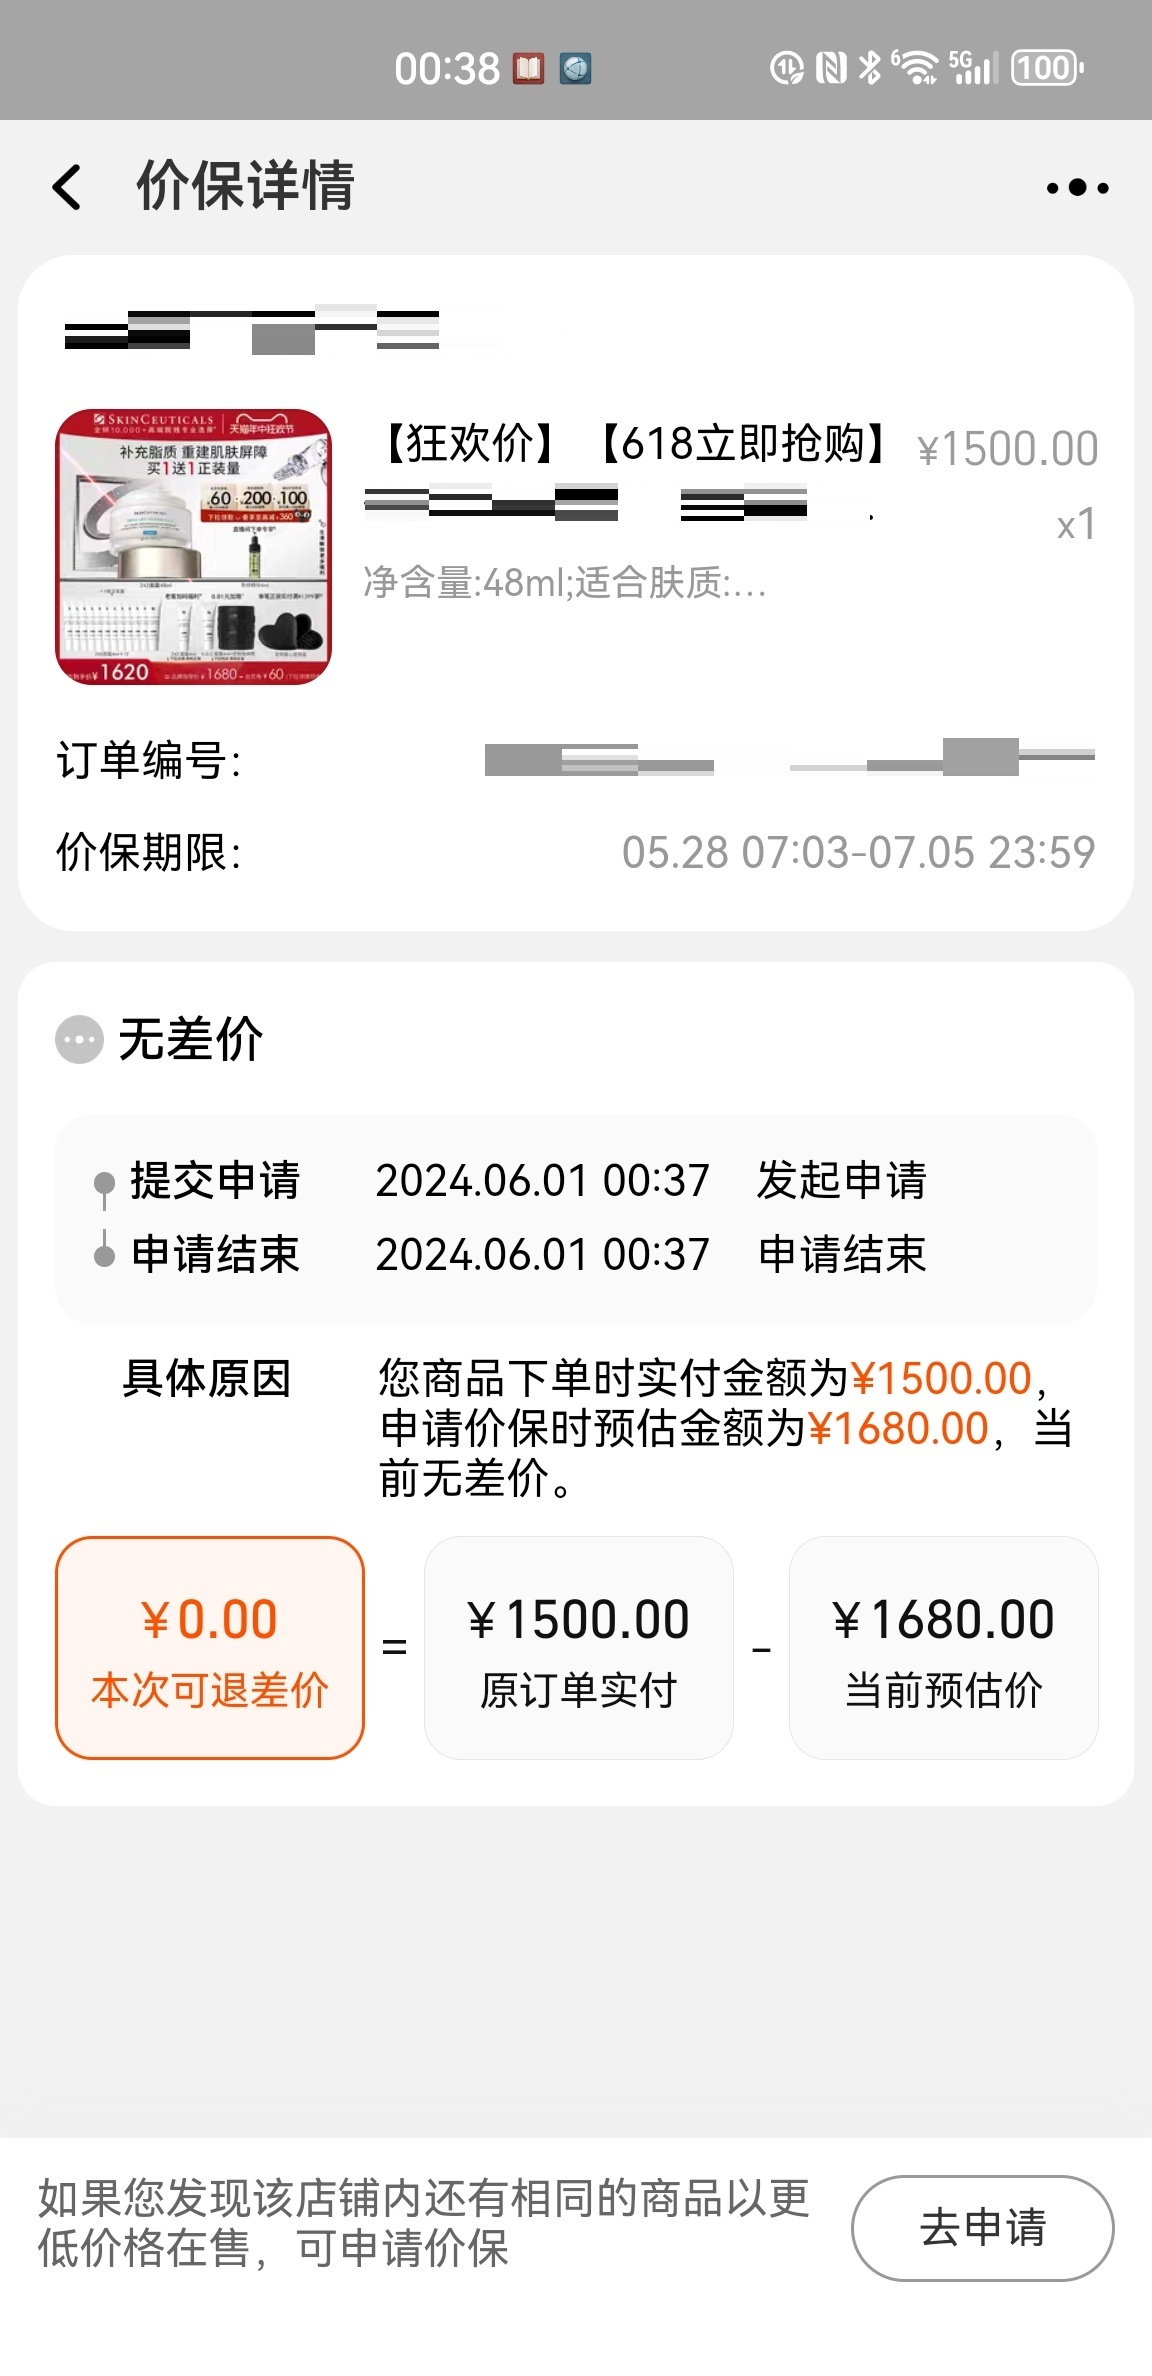 00:38
6
5G
100
价保详情
SKINCEUTICALS
天猫年中狂欢节
补充脂质 重建肌肤屏障
买1送1正装量
60 200 100
¥1620
¥1680
¥60
【狂欢价】【618立即抢购】 ¥1500.00
x1
净含量:48ml;适合肤质:...
订单编号:
价保期限: 05.28 07:03-07.05 23:59
无差价
提交申请 2024.06.01 00:37 发起申请
申请结束 2024.06.01 00:37 申请结束
具体原因 您商品下单时实付金额为¥1500.00，
申请价保时预估金额为¥1680.00，当
前无差价。
¥0.00 = ¥1500.00 - ¥1680.00
本次可退差价 原订单实付 当前预估价
如果您发现该店铺内还有相同的商品以更
低价格在售，可申请价保
去申请